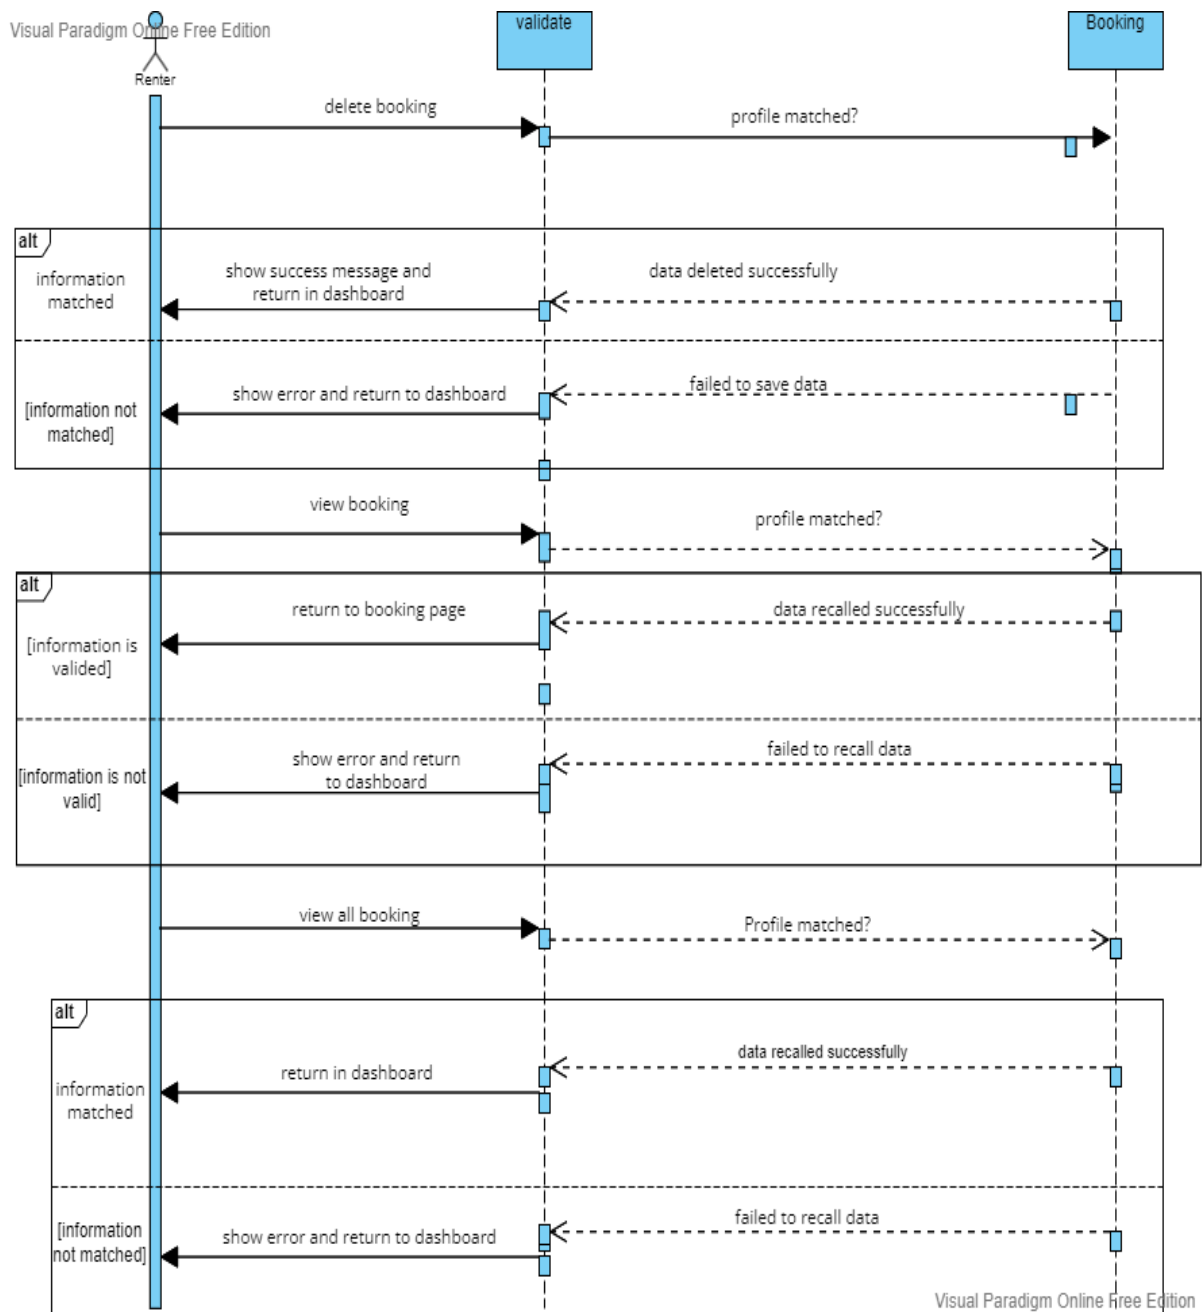 Visual Paradigm Online Free Edition
validate
Booking
Renter
delete booking
profile matched?
alt
information
matched
show success message and
return in dashboard
data deleted successfully
[information not
matched]
show error and return to dashboard
failed to save data
view booking
profile matched?
alt
[information is
valided]
return to booking page
data recalled successfully
[information is not
valid]
show error and return
to dashboard
failed to recall data
view all booking
Profile matched?
alt
information
matched
return in dashboard
data recalled successfully
[information
not matched]
show error and return to dashboard
failed to recall data
Visual Paradigm Online Free Edition